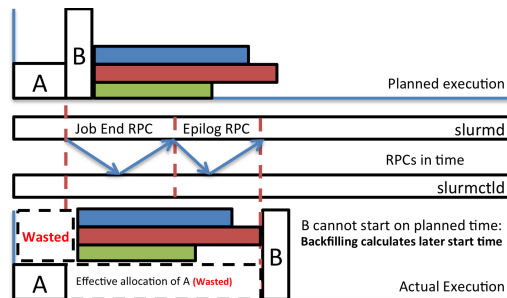 B
A
Planned execution
Job End RPC
Epilog RPC
slurmd
RPCs in time
slurmctld
Wasted
B cannot start on planned time:
Backfilling calculates later start time
B
A
Effective allocation of A (Wasted)
Actual Execution